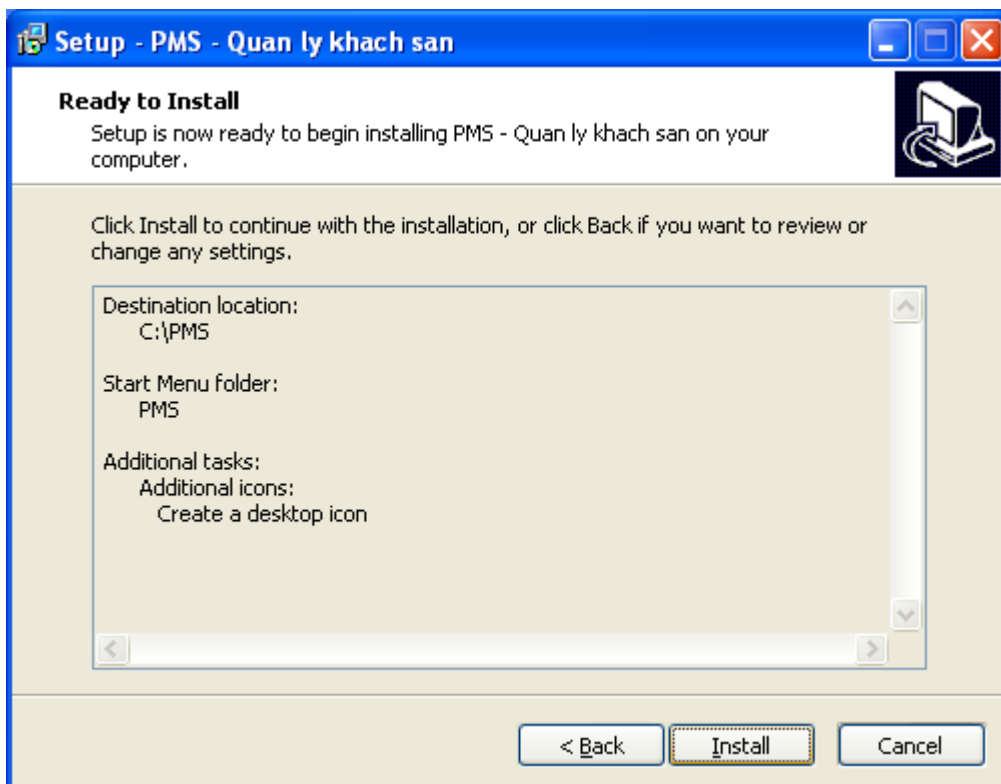 Setup - PMS - Quan ly khach san
Ready to Install
Setup is now ready to begin installing PMS - Quan ly khach san on your
computer.
Click Install to continue with the installation, or click Back if you want to review or
change any settings.
Destination location:
C:\PMS
Start Menu folder:
PMS
Additional tasks:
Additional icons:
Create a desktop icon
< Back
Install
Cancel